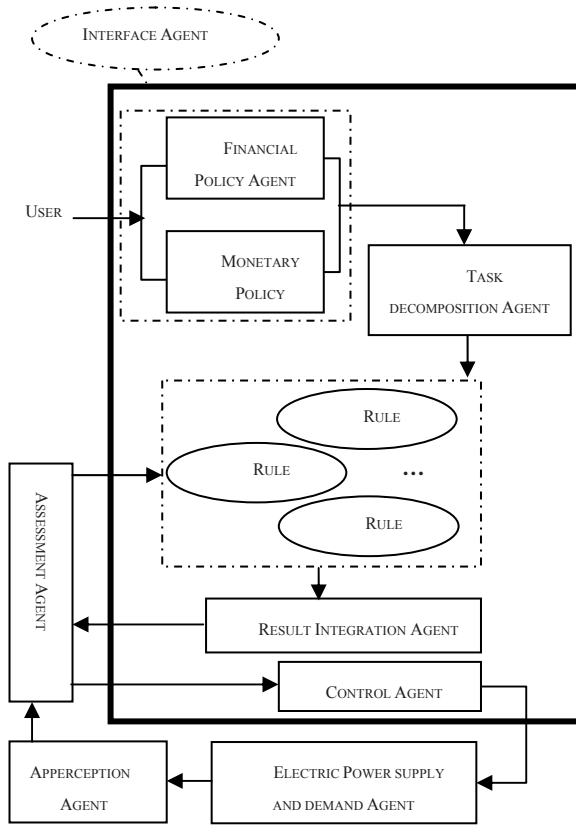 INTERFACE AGENT
FINANCIAL
POLICY AGENT
USER
MONETARY
POLICY
TASK
DECOMPOSITION AGENT
RULE
RULE
...
RULE
ASSESSMENT AGENT
RESULT INTEGRATION AGENT
CONTROL AGENT
APPERCEPTION
AGENT
ELECTRIC POWER SUPPLY
AND DEMAND AGENT